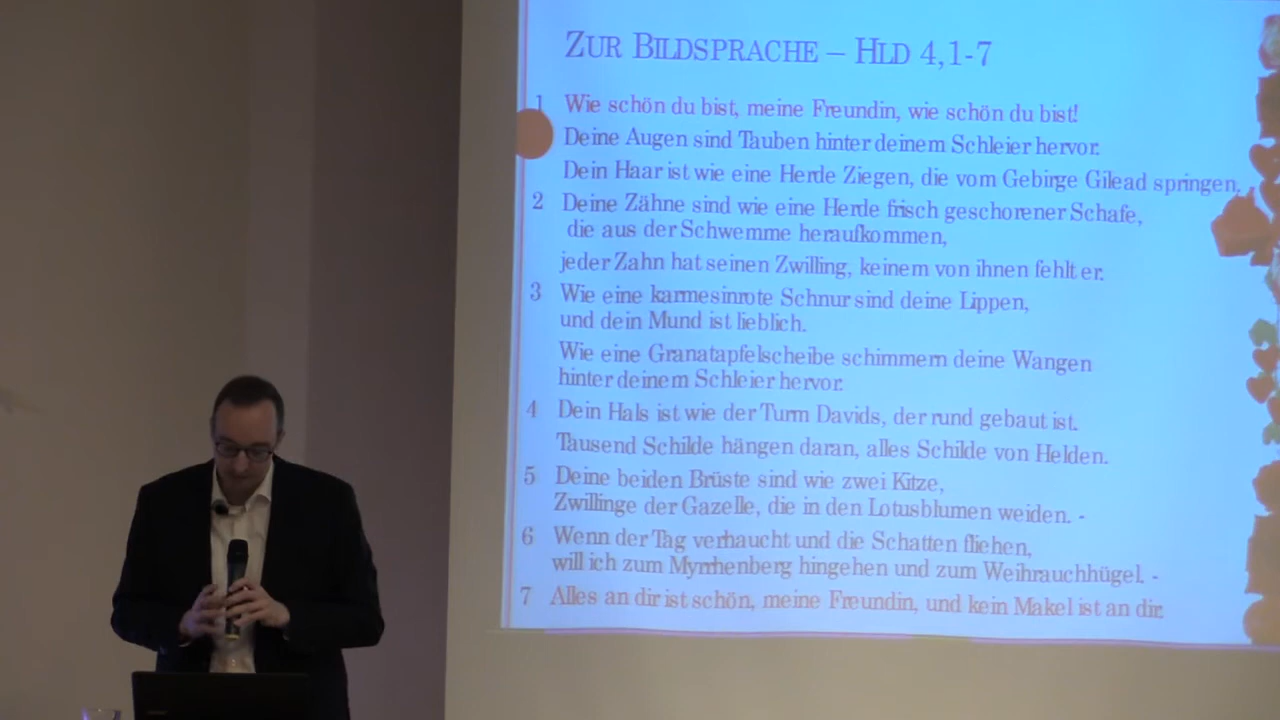 ZUR BILDSPRACHE – HLD 4,1-7
1 Wie schön du bist, meine Freundin, wie schön du bist!
Deine Augen sind Tauben hinter deinem Schleier hervor.
Dein Haar ist wie eine Herde Ziegen, die vom Gebirge Gilead springen.
2 Deine Zähne sind wie eine Herde frisch geschorener Schafe,
die aus der Schwemme heraufkommen,
jeder Zahn hat seinen Zwilling, keinem von ihnen fehlt er.
3 Wie eine karmesinrote Schnur sind deine Lippen,
und dein Mund ist lieblich.
Wie eine Granatapfelscheibe schimmern deine Wangen
hinter deinem Schleier hervor.
4 Dein Hals ist wie der Turm Davids, der rund gebaut ist.
Tausend Schilde hängen daran, alles Schilde von Helden.
5 Deine beiden Brüste sind wie zwei Kitze,
Zwillinge der Gazelle, die in den Lotusblumen weiden. -
6 Wenn der Tag verhaucht und die Schatten fliehen,
will ich zum Myrrhenberg hingehen und zum Weihrauchhügel. -
7 Alles an dir ist schön, meine Freundin, und kein Makel ist an dir.